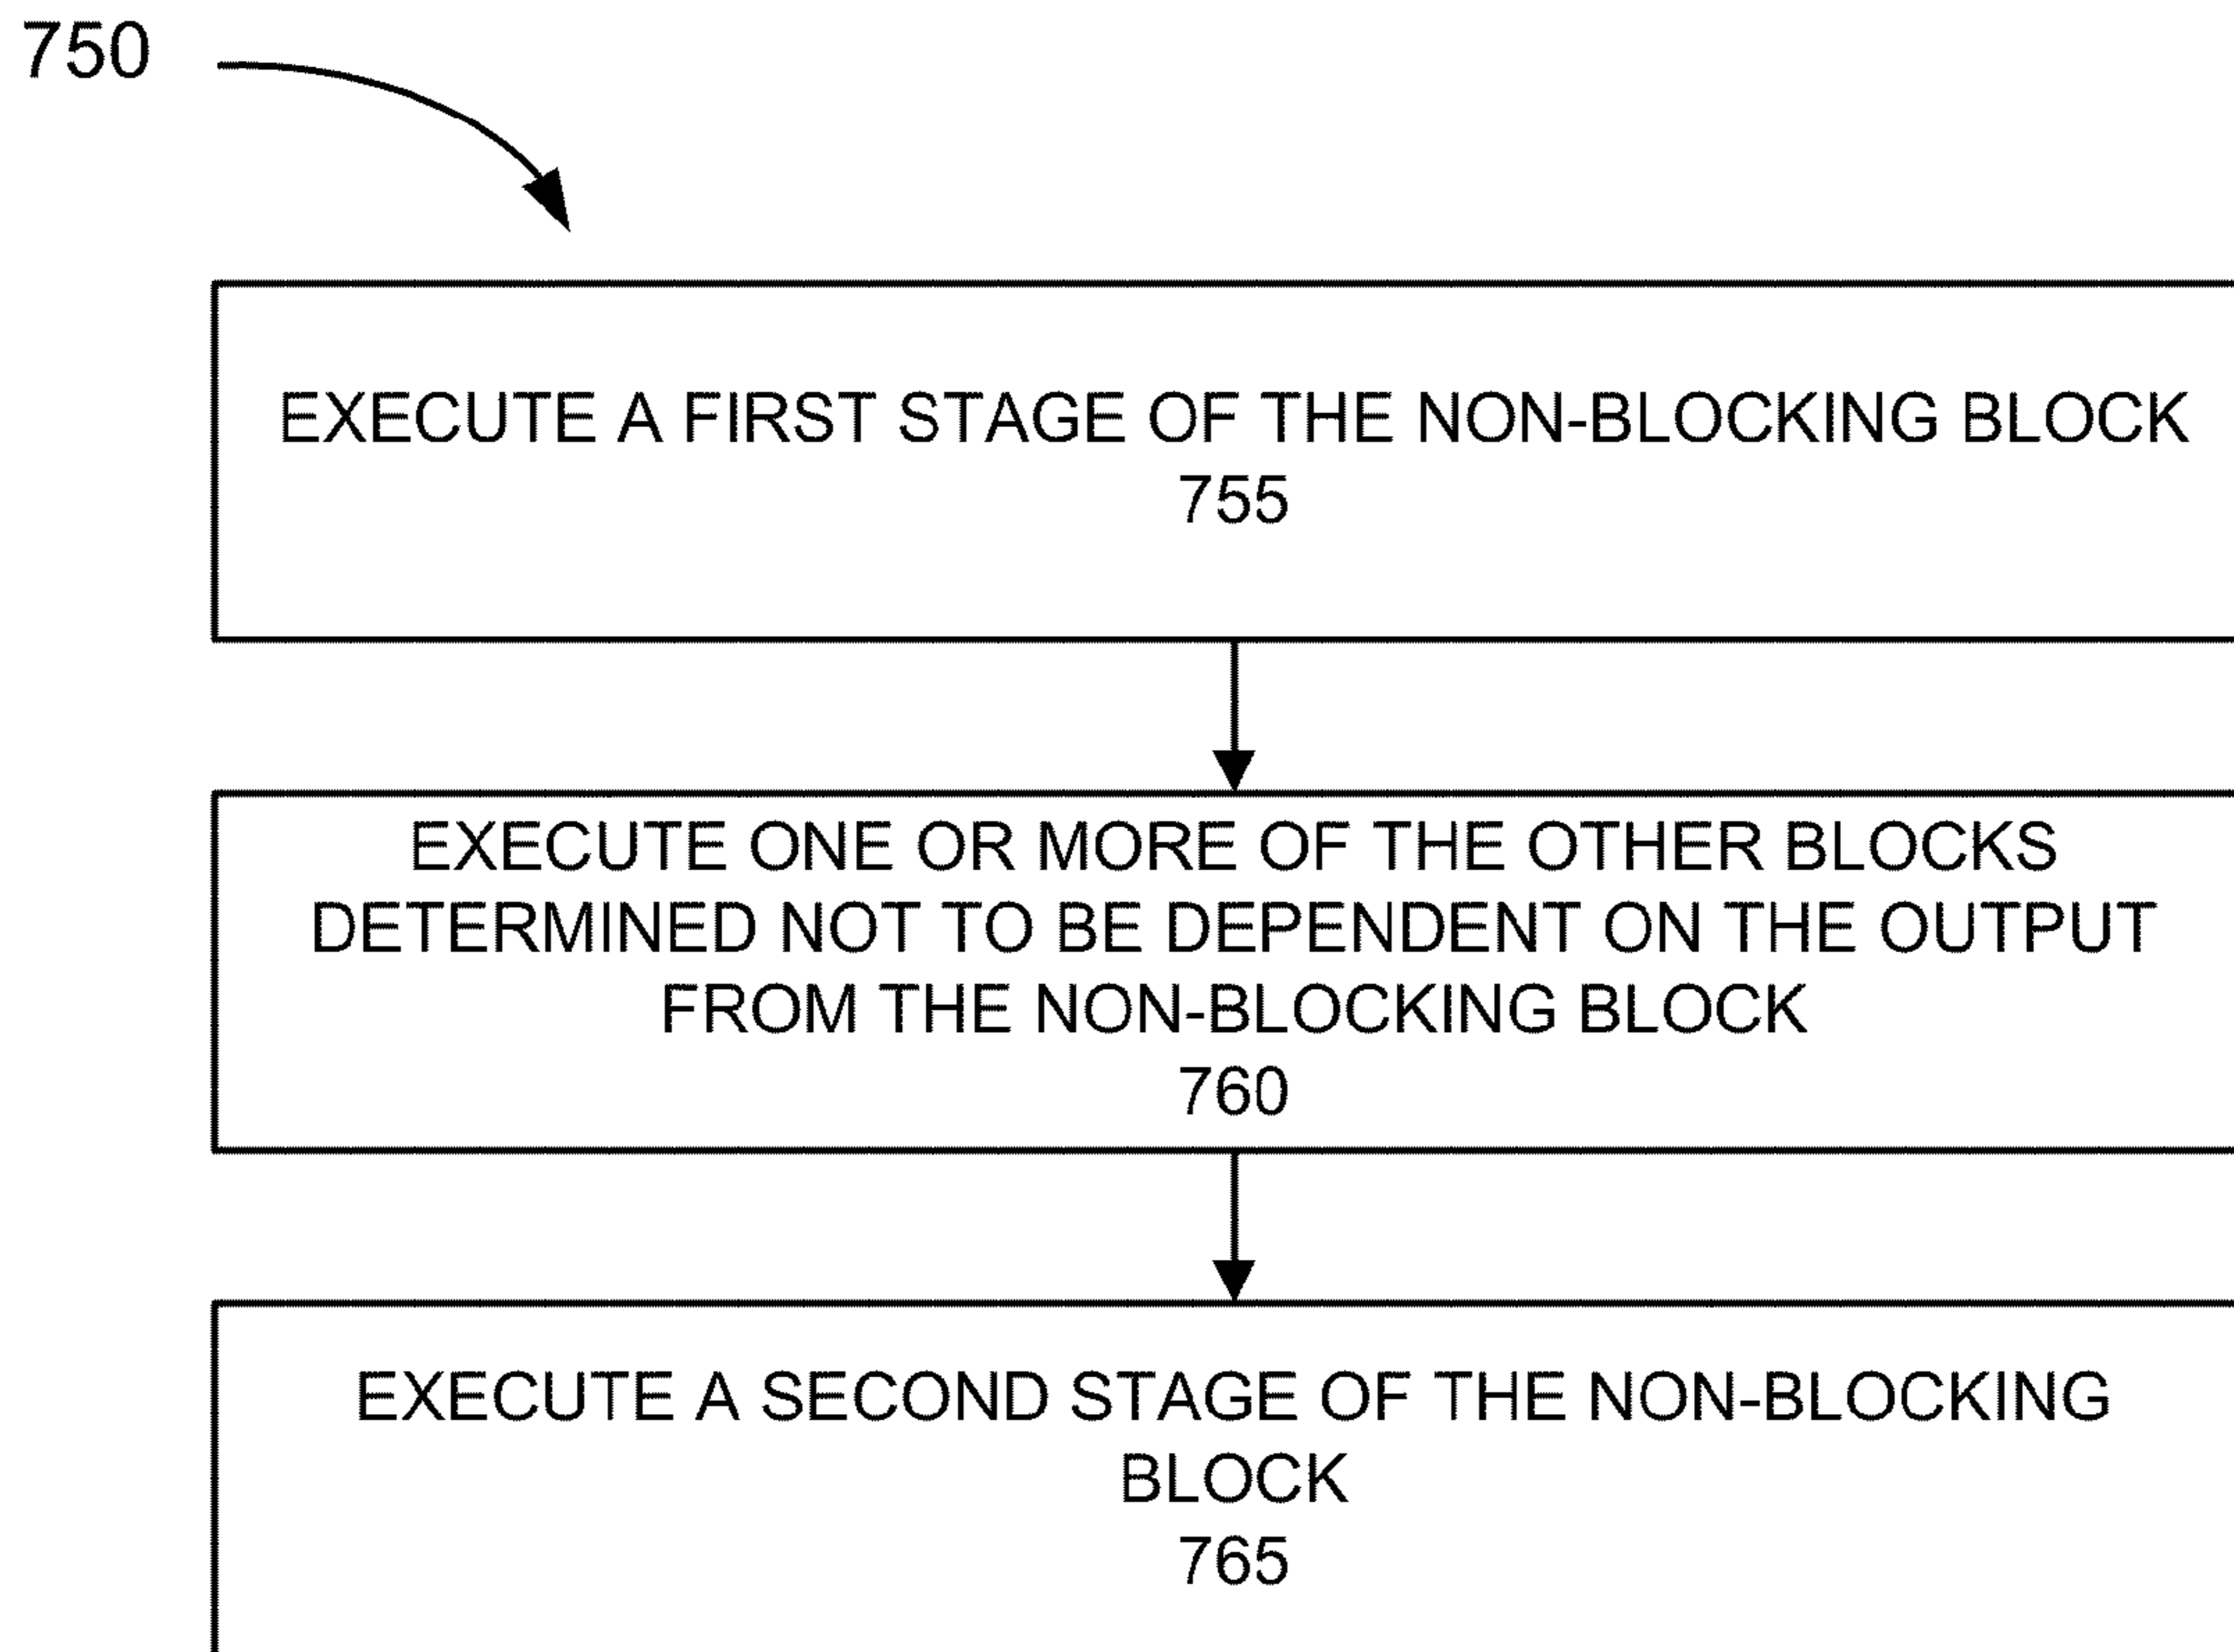 750
EXECUTE A FIRST STAGE OF THE NON-BLOCKING BLOCK
755
EXECUTE ONE OR MORE OF THE OTHER BLOCKS
DETERMINED NOT TO BE DEPENDENT ON THE OUTPUT
FROM THE NON-BLOCKING BLOCK
760
EXECUTE A SECOND STAGE OF THE NON-BLOCKING
BLOCK
765